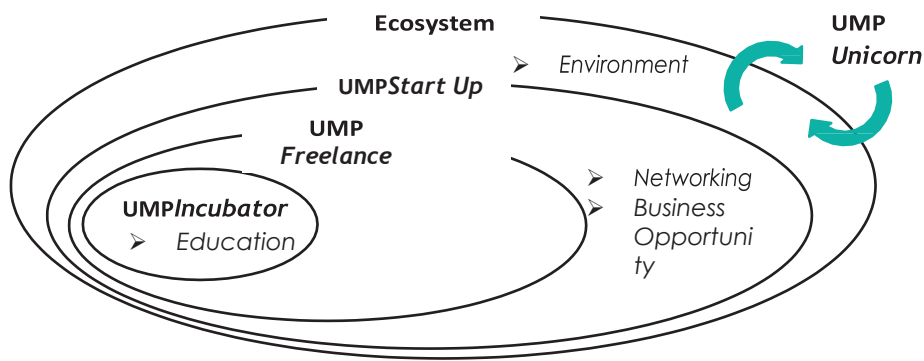 Ecosystem
UMP
Unicorn
➢ Environment
UMPStart Up
UMP
Freelance
➢ Networking
➢ Business
Opportuni
ty
UMPIncubator
➢ Education